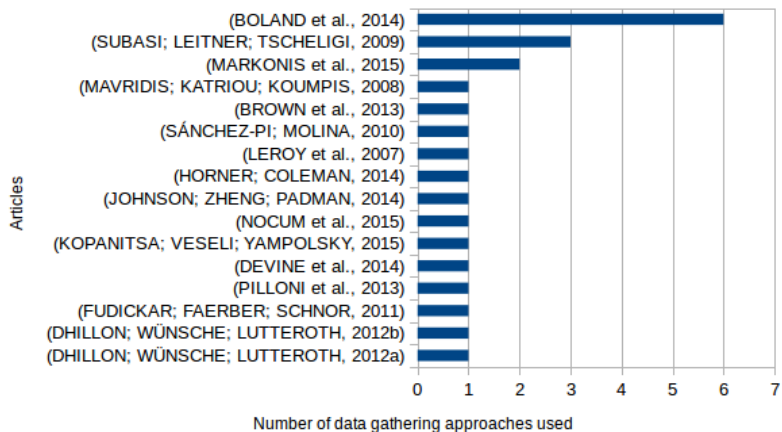 (BOLAND et al., 2014)
(SUBASI; LEITNER; TSCHELIGI, 2009)
(MARKONIS et al., 2015)
(MAVRIDIS; KATRIOU; KOUMPIS, 2008)
(BROWN et al., 2013)
(SÁNCHEZ-PI; MOLINA, 2010)
(LEROY et al., 2007)
(HORNER; COLEMAN, 2014)
(JOHNSON; ZHENG; PADMAN, 2014)
(NOCUM et al., 2015)
(KOPANITSA; VESELI; YAMPOLSKY, 2015)
(DEVINE et al., 2014)
(PILLONI et al., 2013)
(FUDICKAR; FAERBER; SCHNOR, 2011)
(DHILLON; WÜNSCHE; LUTTEROTH, 2012b)
(DHILLON; WÜNSCHE; LUTTEROTH, 2012a)
Articles
0 1 2 3 4 5 6 7
Number of data gathering approaches used